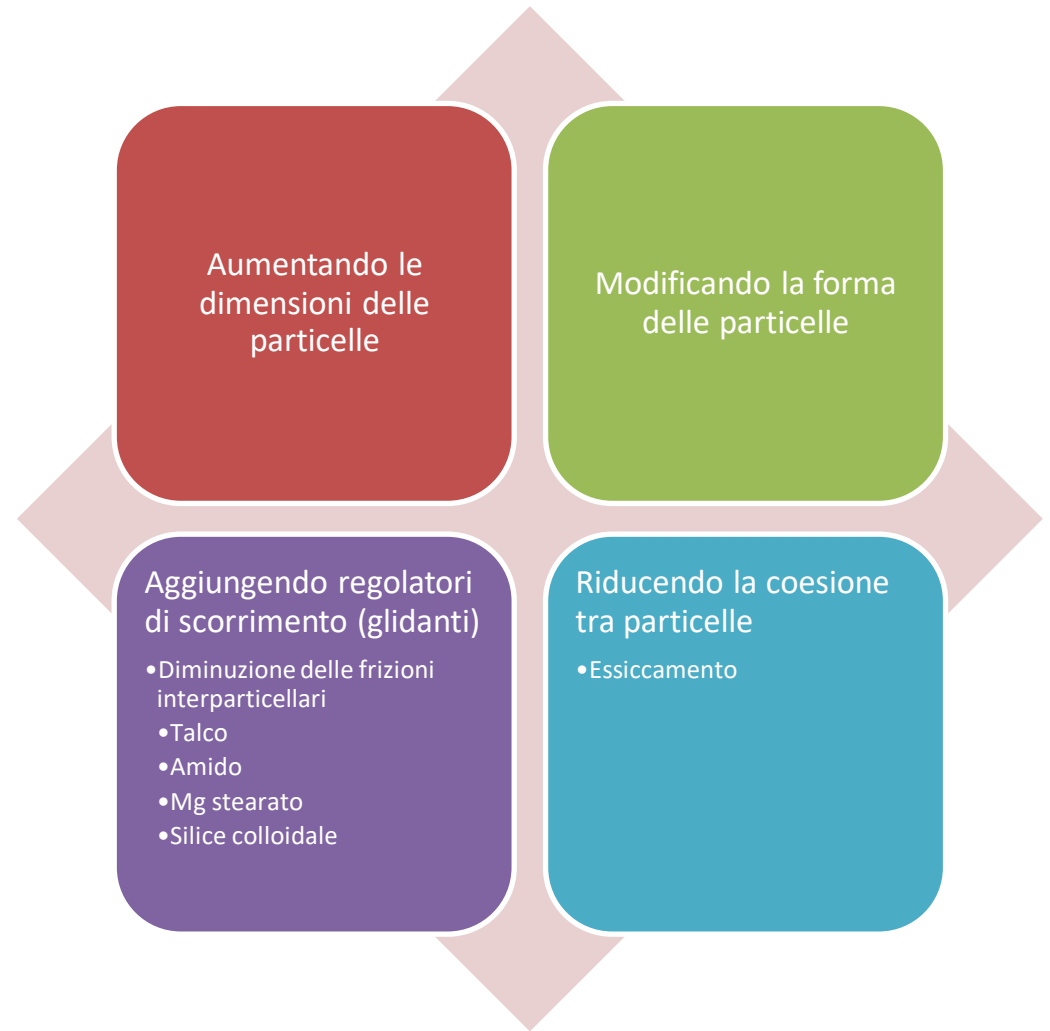 Aumentando le
dimensioni delle
particelle
Modificando la forma
delle particelle
Aggiungendo regolatori
di scorrimento (glidanti)
•Diminuzione delle frizioni
interparticellari
•Talco
•Amido
•Mg stearato
•Silice colloidale
Riducendo la coesione
tra particelle
•Essiccamento